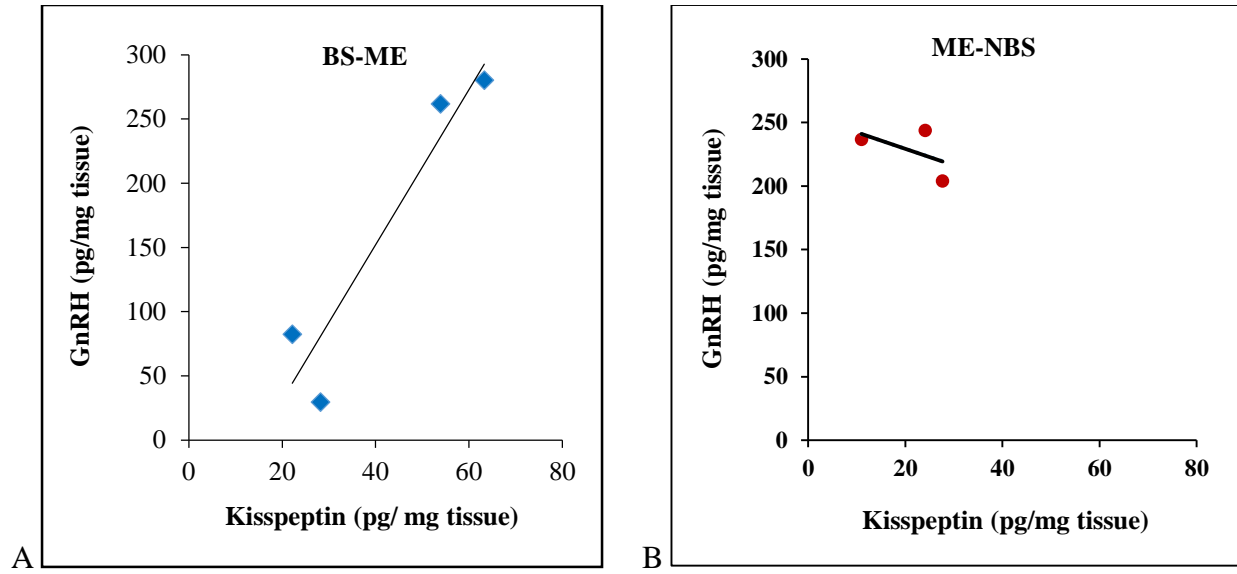 BS-ME
300
250
200
150
100
50
0
0 20 40 60 80
GnRH (pg/mg tissue)
Kisspeptin (pg/ mg tissue)
A
ME-NBS
300
250
200
150
100
50
0
0 20 40 60 80
GnRH (pg/mg tissue)
Kisspeptin (pg/mg tissue)
B